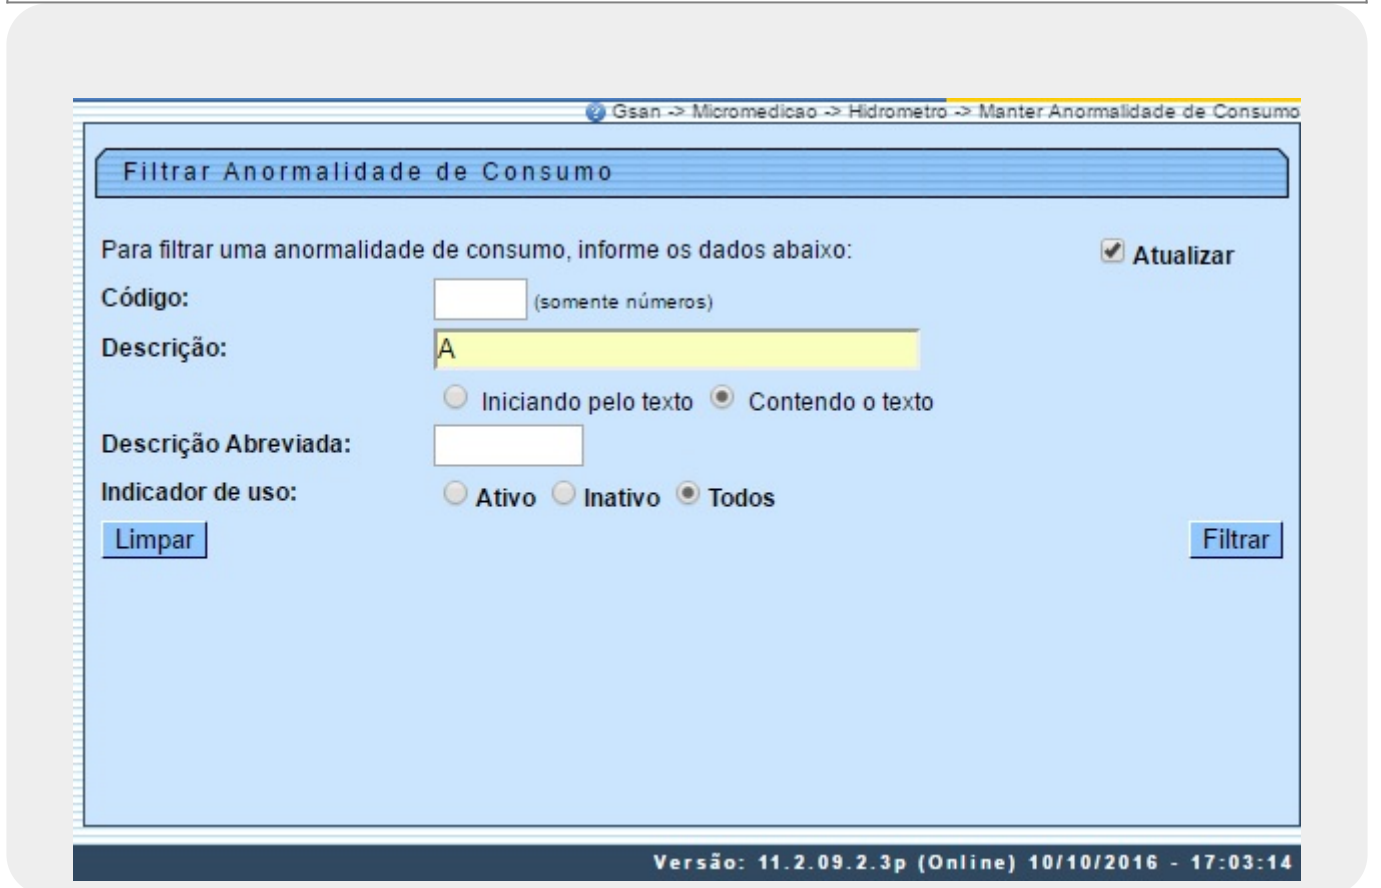 Gsan -> Micromedicao -> Hidrometro -> Manter Anormalidade de Consumo
Filtrar Anormalidade de Consumo
Para filtrar uma anormalidade de consumo, informe os dados abaixo: Atualizar
Código: (somente números)
Descrição: A
Iniciando pelo texto Contendo o texto
Descrição Abreviada:
Indicador de uso: Ativo Inativo Todos
Limpar Filtrar
Versão: 11.2.09.2.3p (Online) 10/10/2016 - 17:03:14